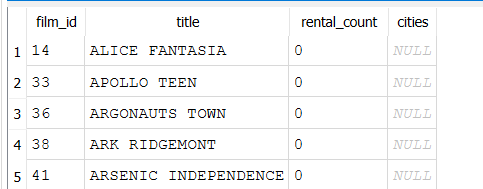 film_id title rental_count cities
1 14 ALICE FANTASIA 0 NULL
2 33 APOLLO TEEN 0 NULL
3 36 ARGONAUTS TOWN 0 NULL
4 38 ARK RIDGEMONT 0 NULL
5 41 ARSENIC INDEPENDENCE 0 NULL